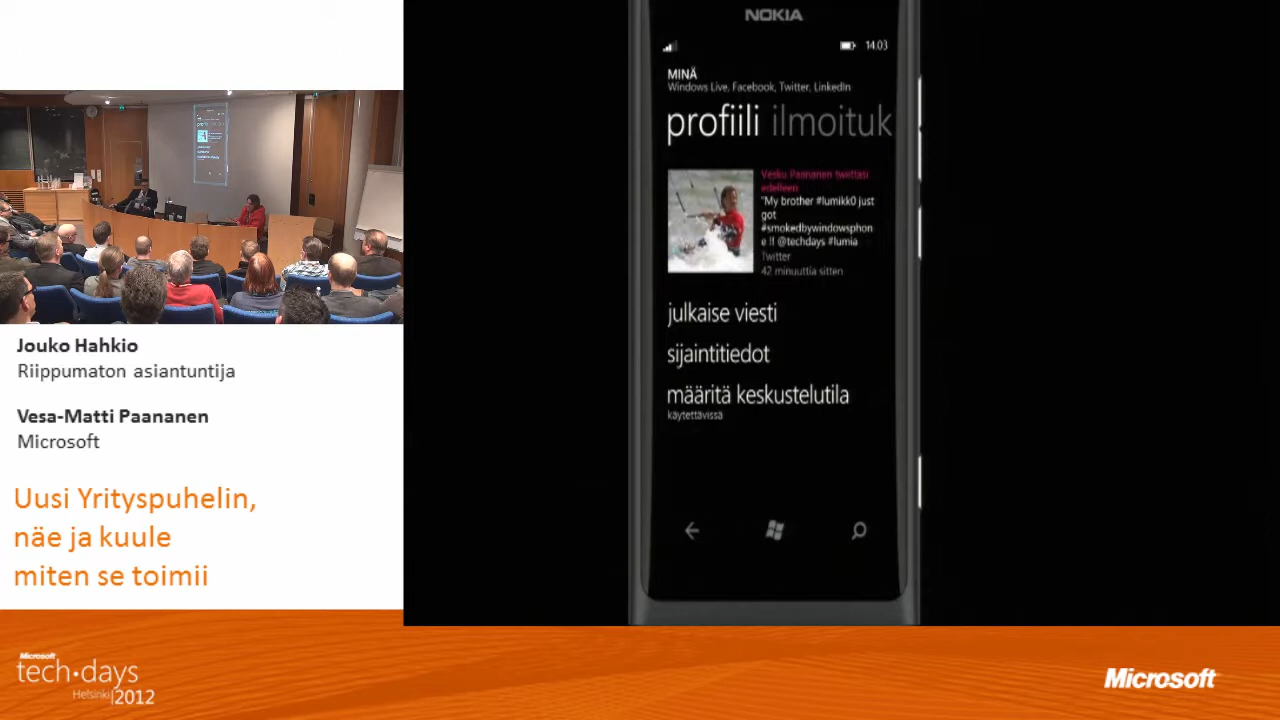 Jouko Hahkio
Riippumaton asiantuntija
Vesa-Matti Paananen
Microsoft
Uusi Yrityspuhelin,
näe ja kuule
miten se toimii
Microsoft
tech·days
Helsinki|2012
NOKIA
14.03
MINÄ
Windows Live, Facebook, Twitter, LinkedIn
profiili ilmoituk
Vesku Paananen twiittasi
edelleen
"My brother #lumikk0 just
got
#smokedbywindowsphon
e !! @techdays #lumia
Twitter
42 minuuttia sitten
julkaise viesti
sijaintitiedot
määritä keskustelutila
käytettävissä
Microsoft